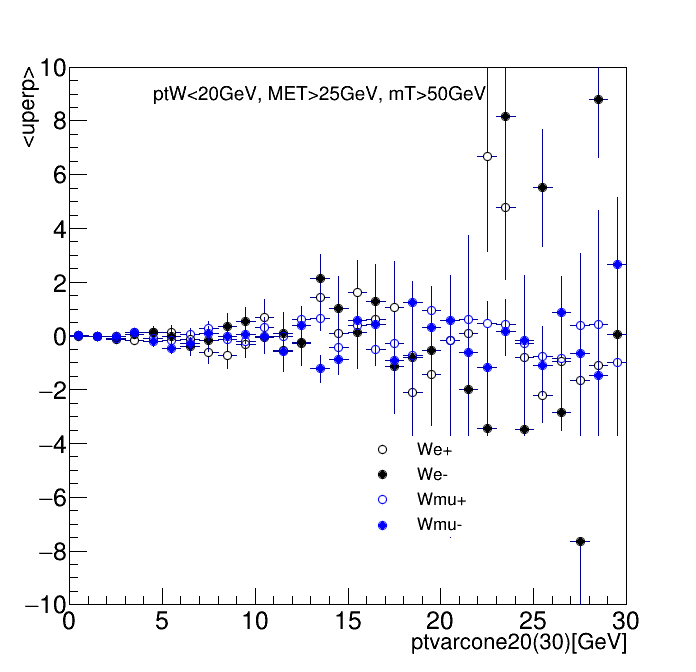 ptW<20GeV, MET>25GeV, mT>50GeV
<uperp>
10
8
6
4
2
0
−2
−4
−6
−8
−10
We+
We-
Wmu+
Wmu-
0 5 10 15 20 25 30
ptvarcone20(30)[GeV]